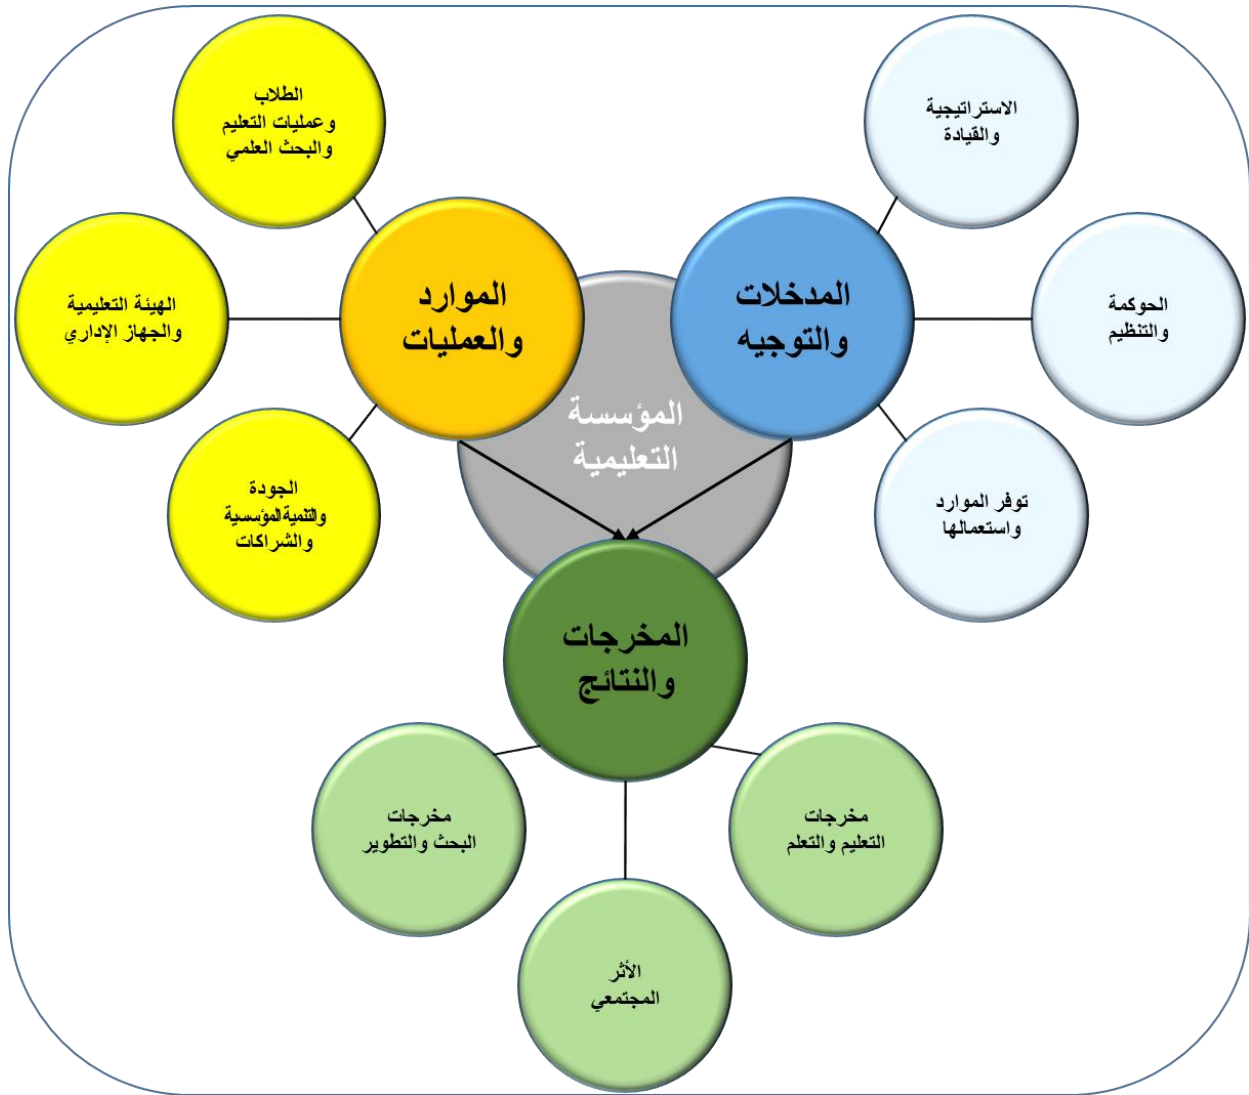 الاستراتيجية
والقيادة
الحوكمة
والتنظيم
توفر الموارد
واستعمالها
المدخلات
والتوجيه
المؤسسة
التعليمية
الموارد
والعمليات
الطلاب
وعمليات التعليم
والبحث العلمي
الهيئة التعليمية
والجهاز الإداري
الجودة
والتنمية المؤسسية
والشراكات
المخرجات
والنتائج
مخرجات
التعليم والتعلم
الأثر
المجتمعي
مخرجات
البحث والتطوير